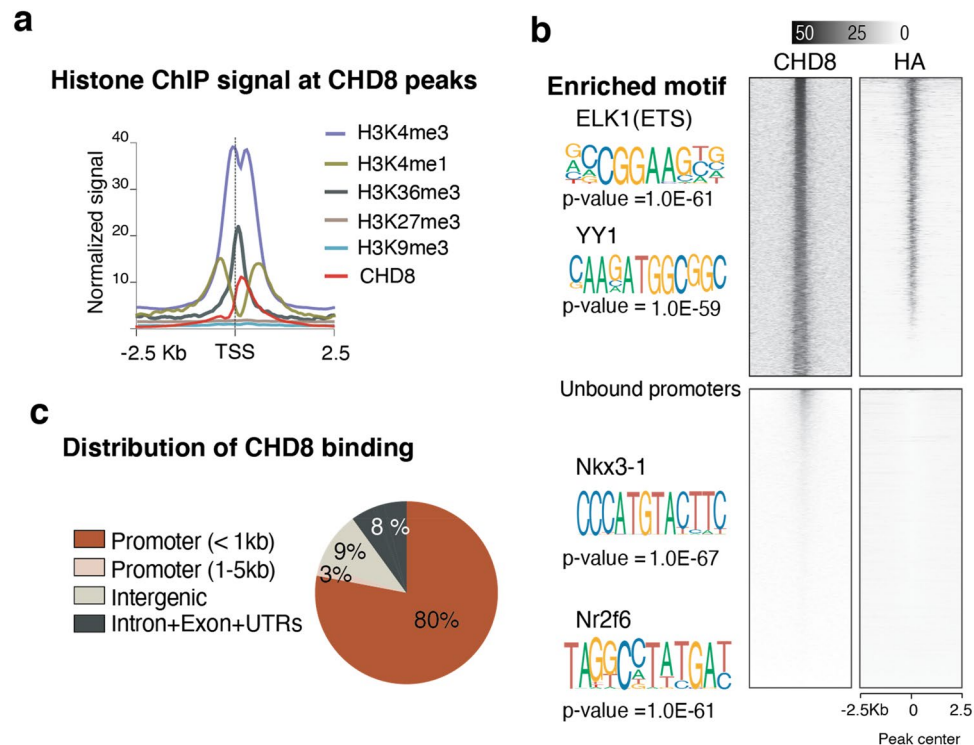 a
Histone ChIP signal at CHD8 peaks
Normalized signal
40
30
20
10
-2.5 Kb
TSS
2.5
H3K4me3
H3K4me1
H3K36me3
H3K27me3
H3K9me3
CHD8
b
50 25 0
CHD8 HA
Enriched motif
ELK1(ETS)
CCGGAAG
p-value =1.0E-61
YY1
CAAGATGGCGGC
p-value = 1.0E-59
Unbound promoters
Nkx3-1
CCCATGTACTTC
p-value = 1.0E-67
Nr2f6
TAGGCCTATGAT
p-value =1.0E-61
-2.5Kb 0 2.5
Peak center
c
Distribution of CHD8 binding
Promoter (< 1kb)
Promoter (1-5kb)
Intergenic
Intron+Exon+UTRs
8 %
9%
3%
80%